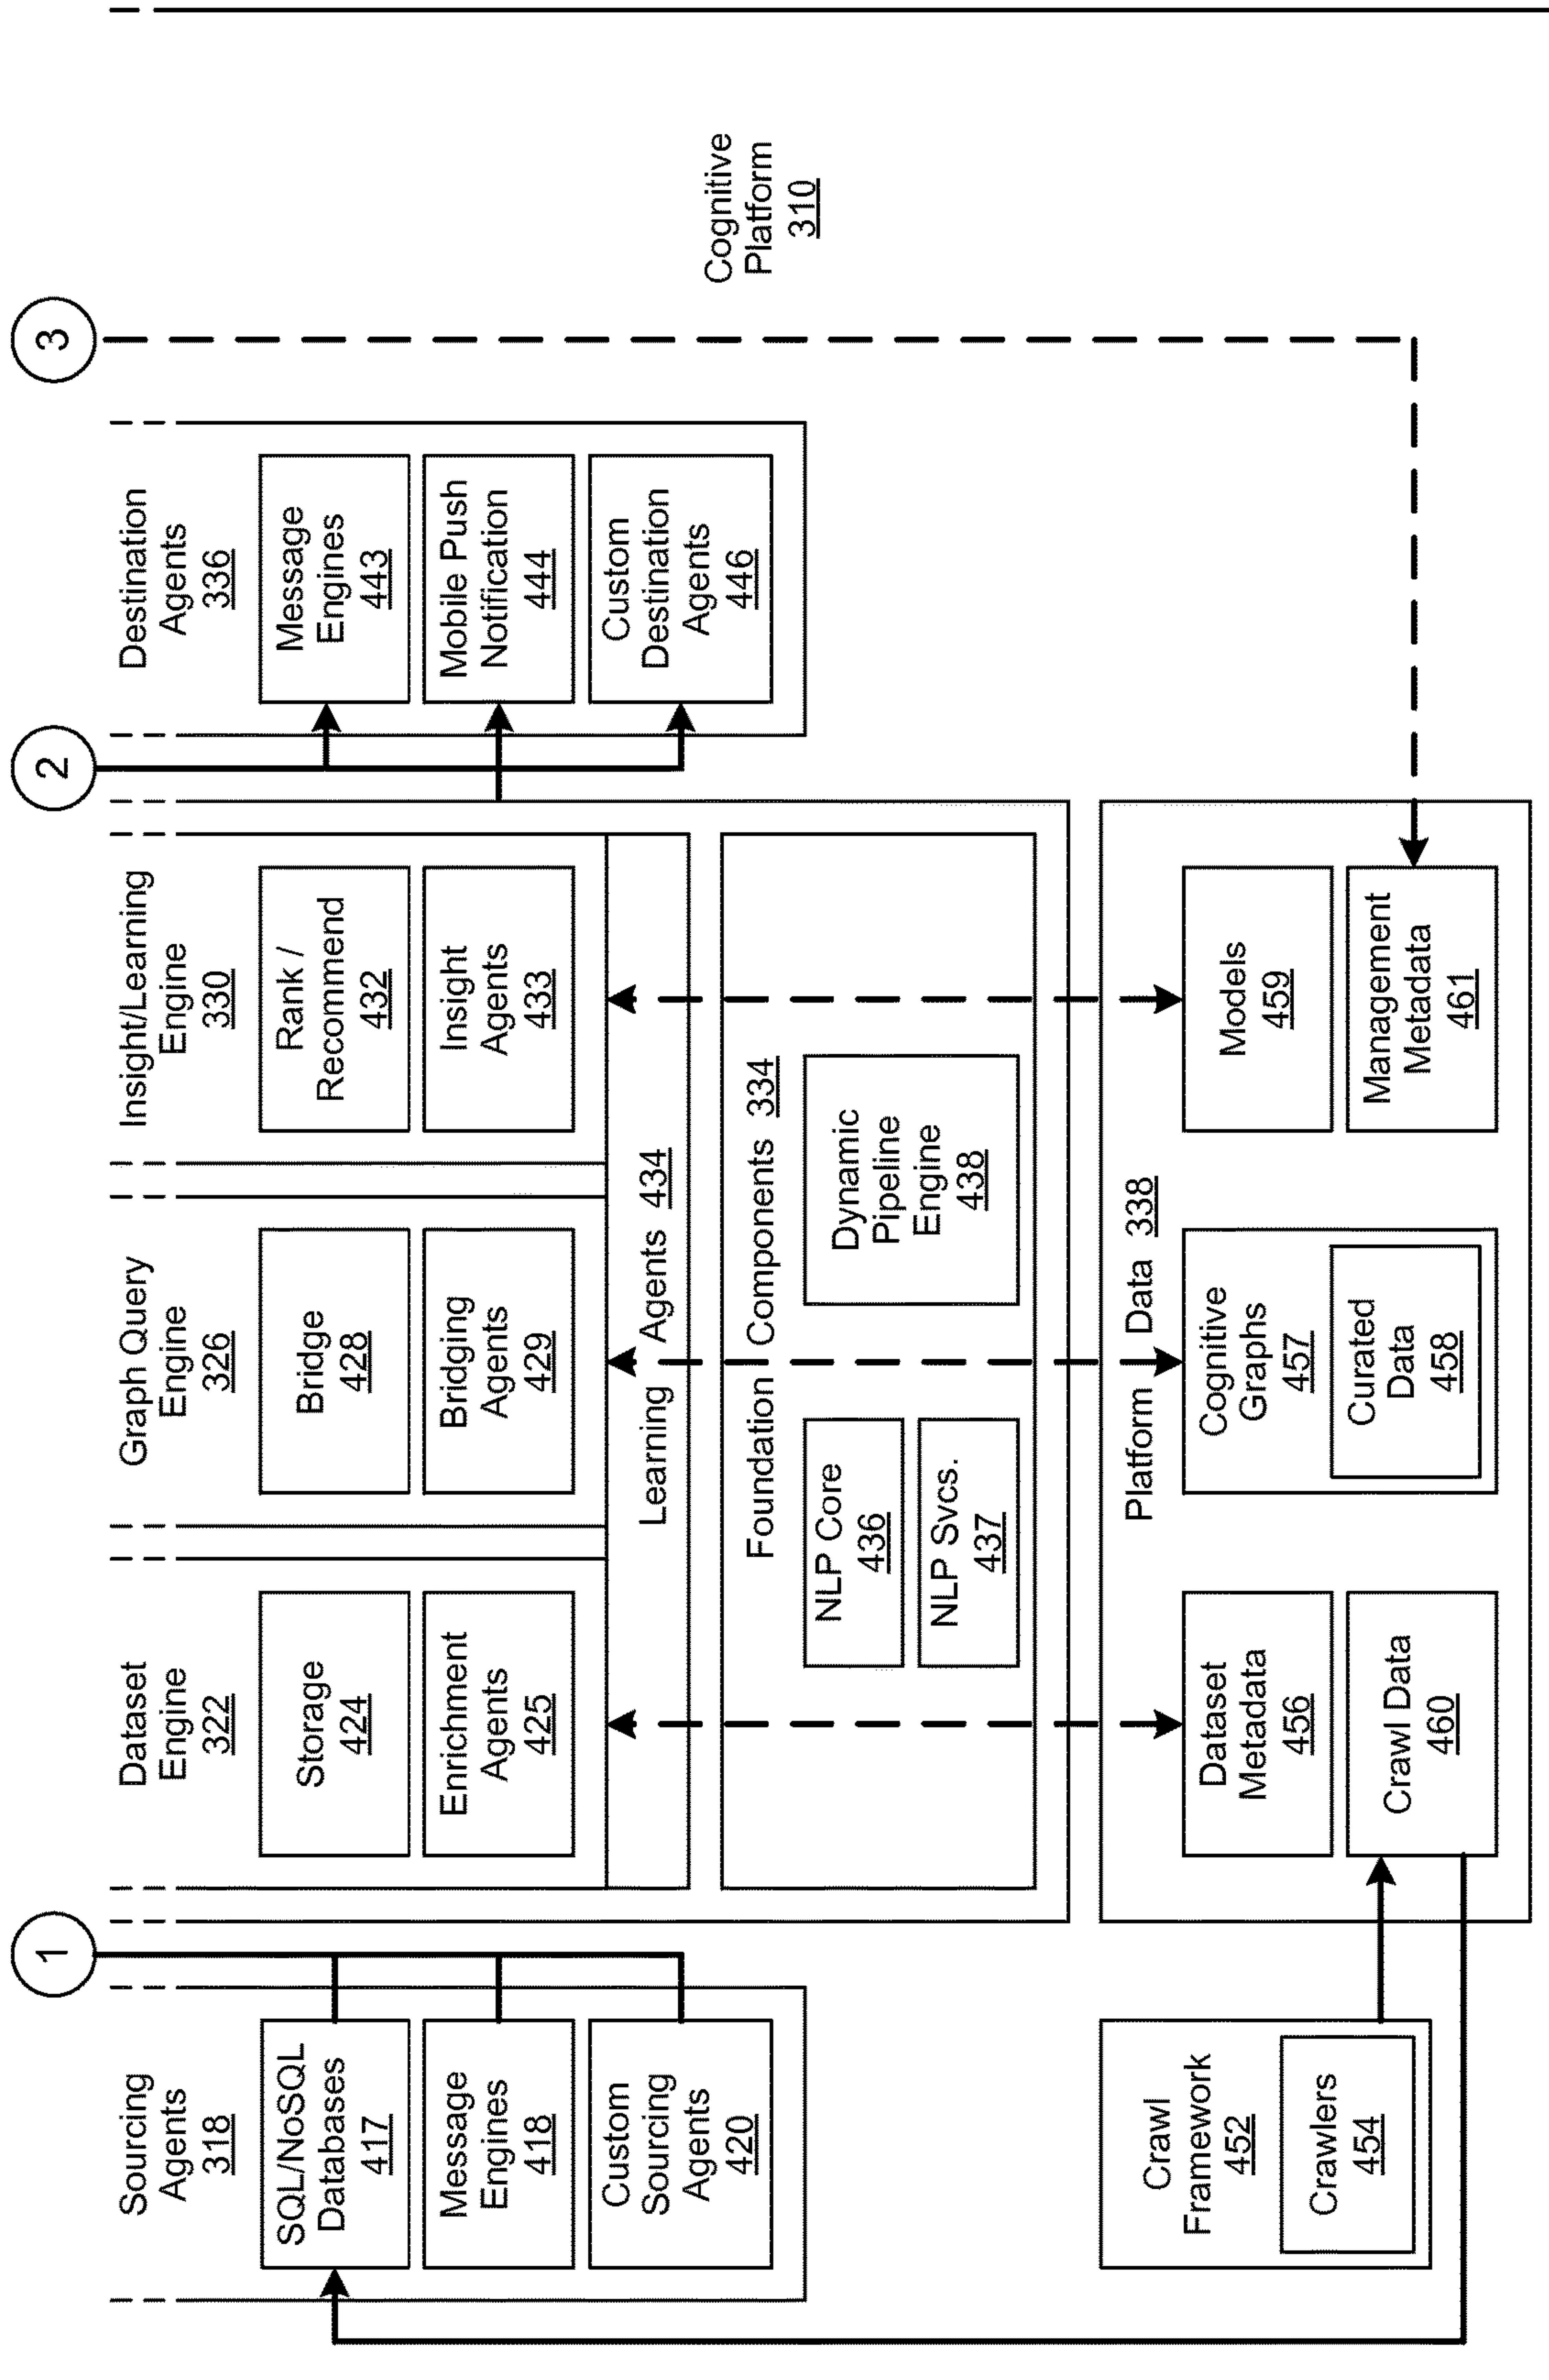 1
2
3
Sourcing
Agents
318
SQL/NoSQL
Databases
417
Message
Engines
418
Custom
Sourcing
Agents
420
Dataset
Engine
322
Storage
424
Enrichment
Agents
425
Graph Query
Engine
326
Bridge
428
Bridging
Agents
429
Insight/Learning
Engine
330
Rank /
Recommend
432
Insight
Agents
433
Learning Agents 434
Foundation Components 334
NLP Core
436
NLP Svcs.
437
Dynamic
Pipeline
Engine
438
Destination
Agents
336
Message
Engines
443
Mobile Push
Notification
444
Custom
Destination
Agents
446
Cognitive
Platform
310
Crawl
Framework
452
Crawlers
454
Platform Data 338
Dataset
Metadata
456
Crawl Data
460
Cognitive
Graphs
457
Curated
Data
458
Models
459
Management
Metadata
461